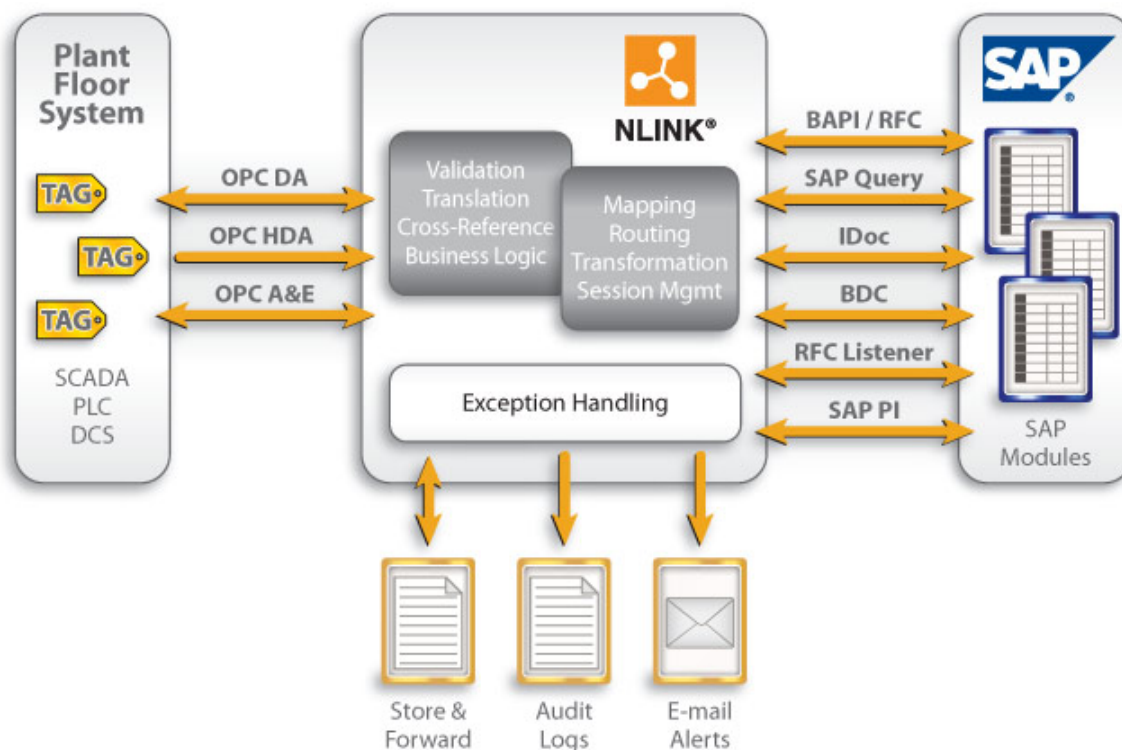 Plant
Floor
System
TAG
TAG
TAG
SCADA
PLC
DCS
OPC DA
OPC HDA
OPC A&E
NLINK®
Validation
Translation
Cross-Reference
Business Logic
Mapping
Routing
Transformation
Session Mgmt
Exception Handling
BAPI / RFC
SAP Query
IDoc
BDC
RFC Listener
SAP PI
SAP®
SAP
Modules
Store &
Forward
Audit
Logs
E-mail
Alerts